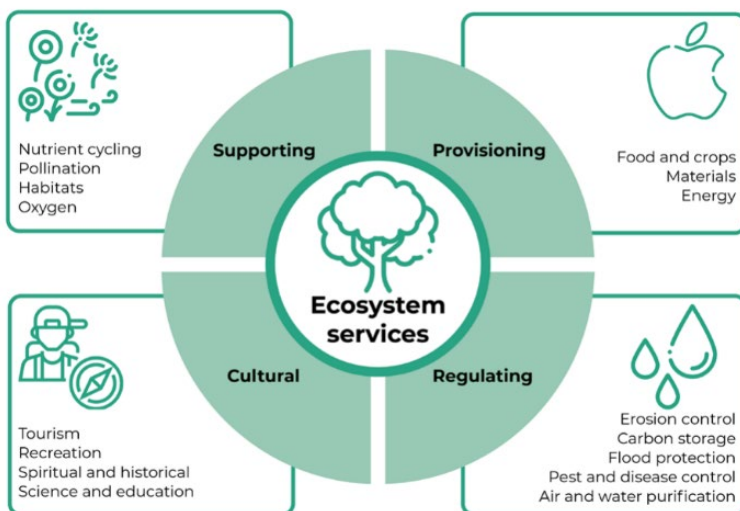 Nutrient cycling
Pollination
Habitats
Oxygen
Supporting
Provisioning
Food and crops
Materials
Energy
Ecosystem
services
Cultural
Regulating
Tourism
Recreation
Spiritual and historical
Science and education
Erosion control
Carbon storage
Flood protection
Pest and disease control
Air and water purification